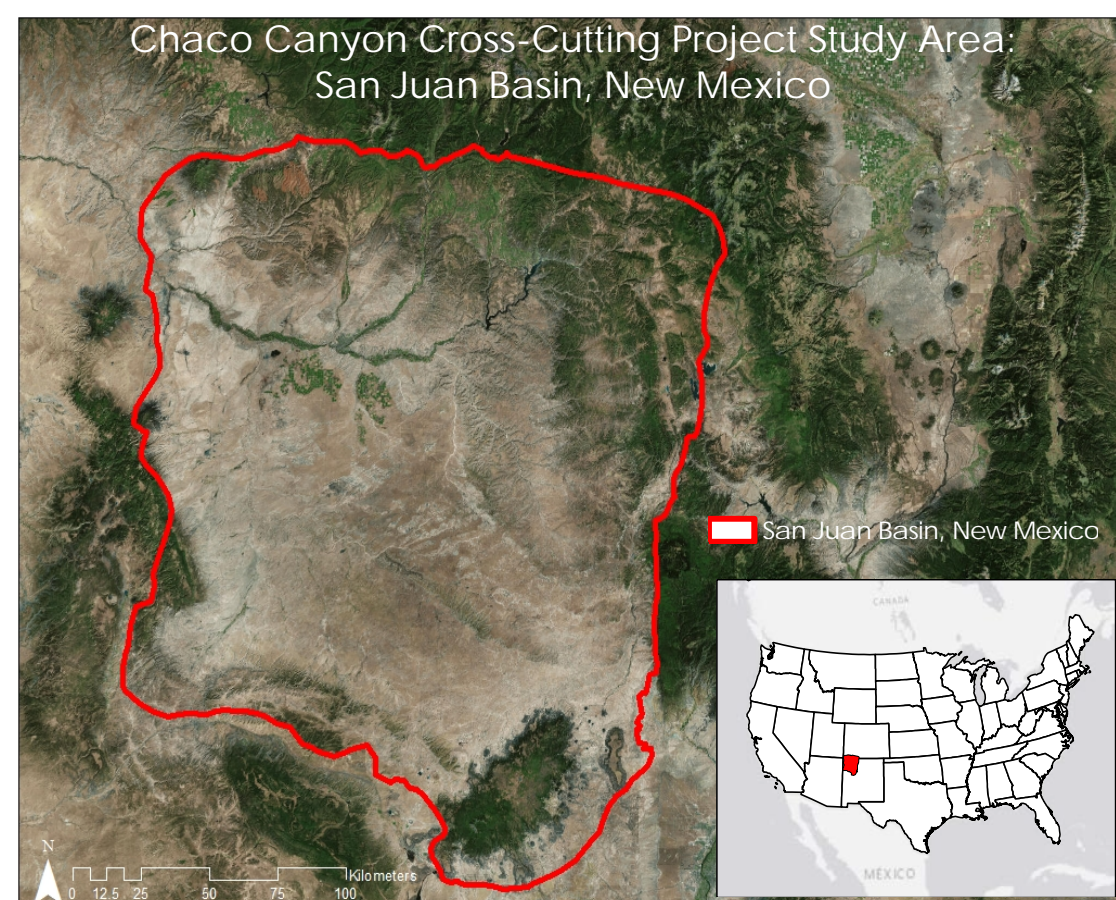 Chaco Canyon Cross-Cutting Project Study Area:
San Juan Basin, New Mexico
San Juan Basin, New Mexico
CANADA
MÉXICO
N
Kilometers
0 12.5 25 50 75 100